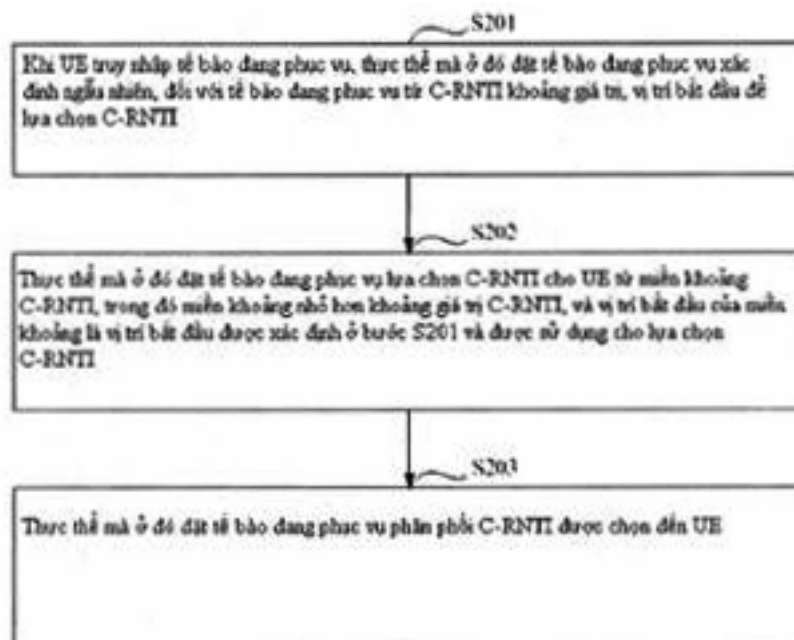 S201
Khi UE truy nhập tế bào đang phục vụ, thực thể mà ở đó đặt tế bào đang phục vụ xác
định ngẫu nhiên, đối với tế bào đang phục vụ từ C-RNTI khoảng giá trị, vị trí bắt đầu để
lựa chọn C-RNTI
S202
Thực thể mà ở đó đặt tế bào đang phục vụ lựa chọn C-RNTI cho UE từ miền khoảng
C-RNTI, trong đó miền khoảng nhỏ hơn khoảng giá trị C-RNTI, và vị trí bắt đầu của miền
khoảng là vị trí bắt đầu được xác định ở bước S201 và được sử dụng cho lựa chọn
C-RNTI
S203
Thực thể mà ở đó đặt tế bào đang phục vụ phân phối C-RNTI được chọn đến UE